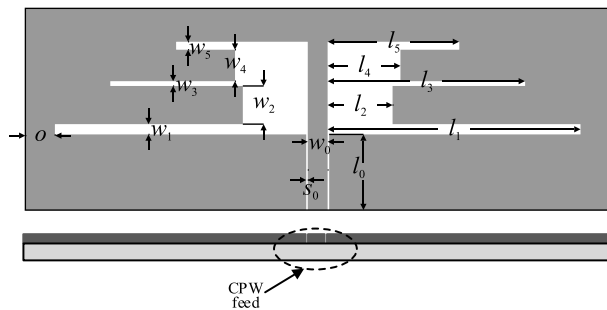 w₅
l₅
w₄
l₄
w₃
l₃
w₂
l₂
o
w₁
w₀
l₁
s₀
l₀
CPW
feed